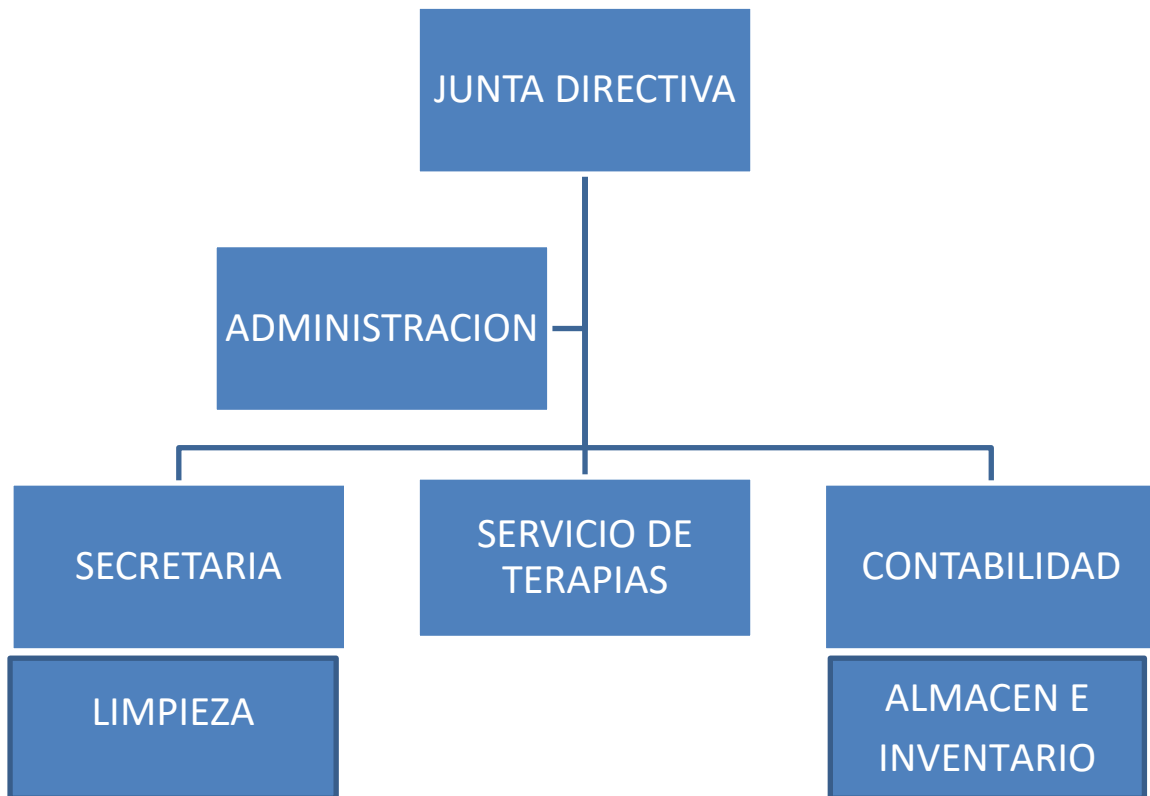 JUNTA DIRECTIVA
ADMINISTRACION
SECRETARIA
SERVICIO DE
TERAPIAS
CONTABILIDAD
LIMPIEZA
ALMACEN E
INVENTARIO